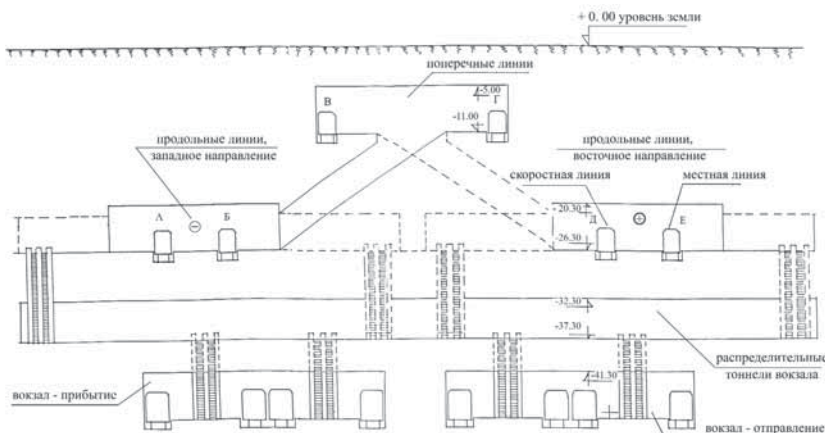 + 0. 00 уровень земли
поперечные линии
В
-5.00
Г
-11.00
продольные линии,
западное направление
продольные линии,
восточное направление
скоростная линия
местная линия
Л
Б
-20.30
Д
Е
-26.30
-32.30
-37.30
распределительные
тоннели вокзала
-41.30
вокзал - прибытие
вокзал - отправление